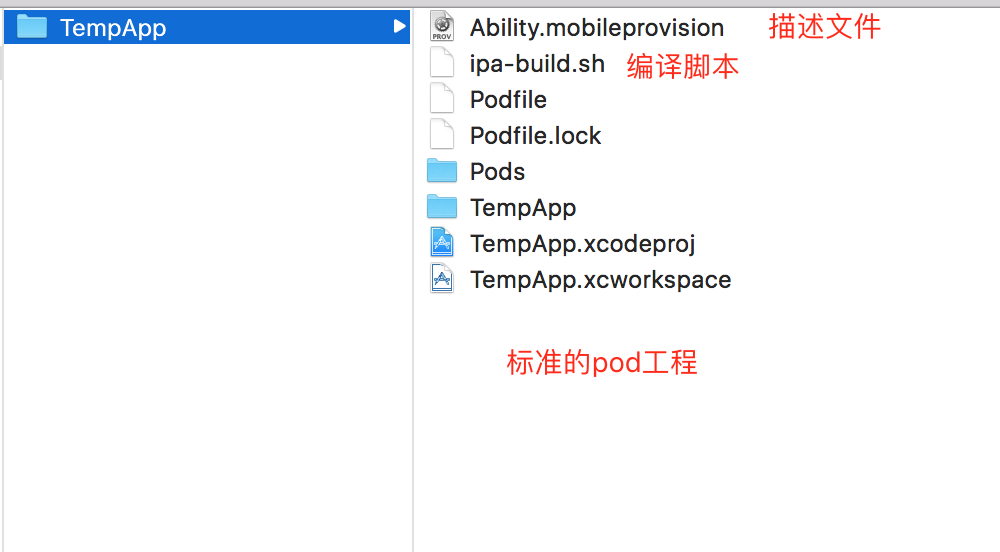 TempApp
Ability.mobileprovision 描述文件
PROV
ipa-build.sh 编译脚本
Podfile
Podfile.lock
Pods
TempApp
TempApp.xcodeproj
TempApp.xcworkspace
标准的pod工程